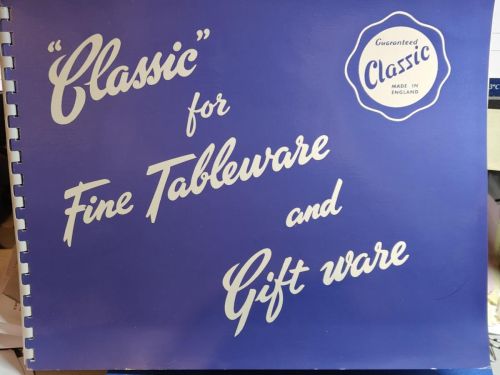 "Classic"
for
Fine Tableware
and
Gift ware
Guaranteed
Classic
MADE IN
ENGLAND